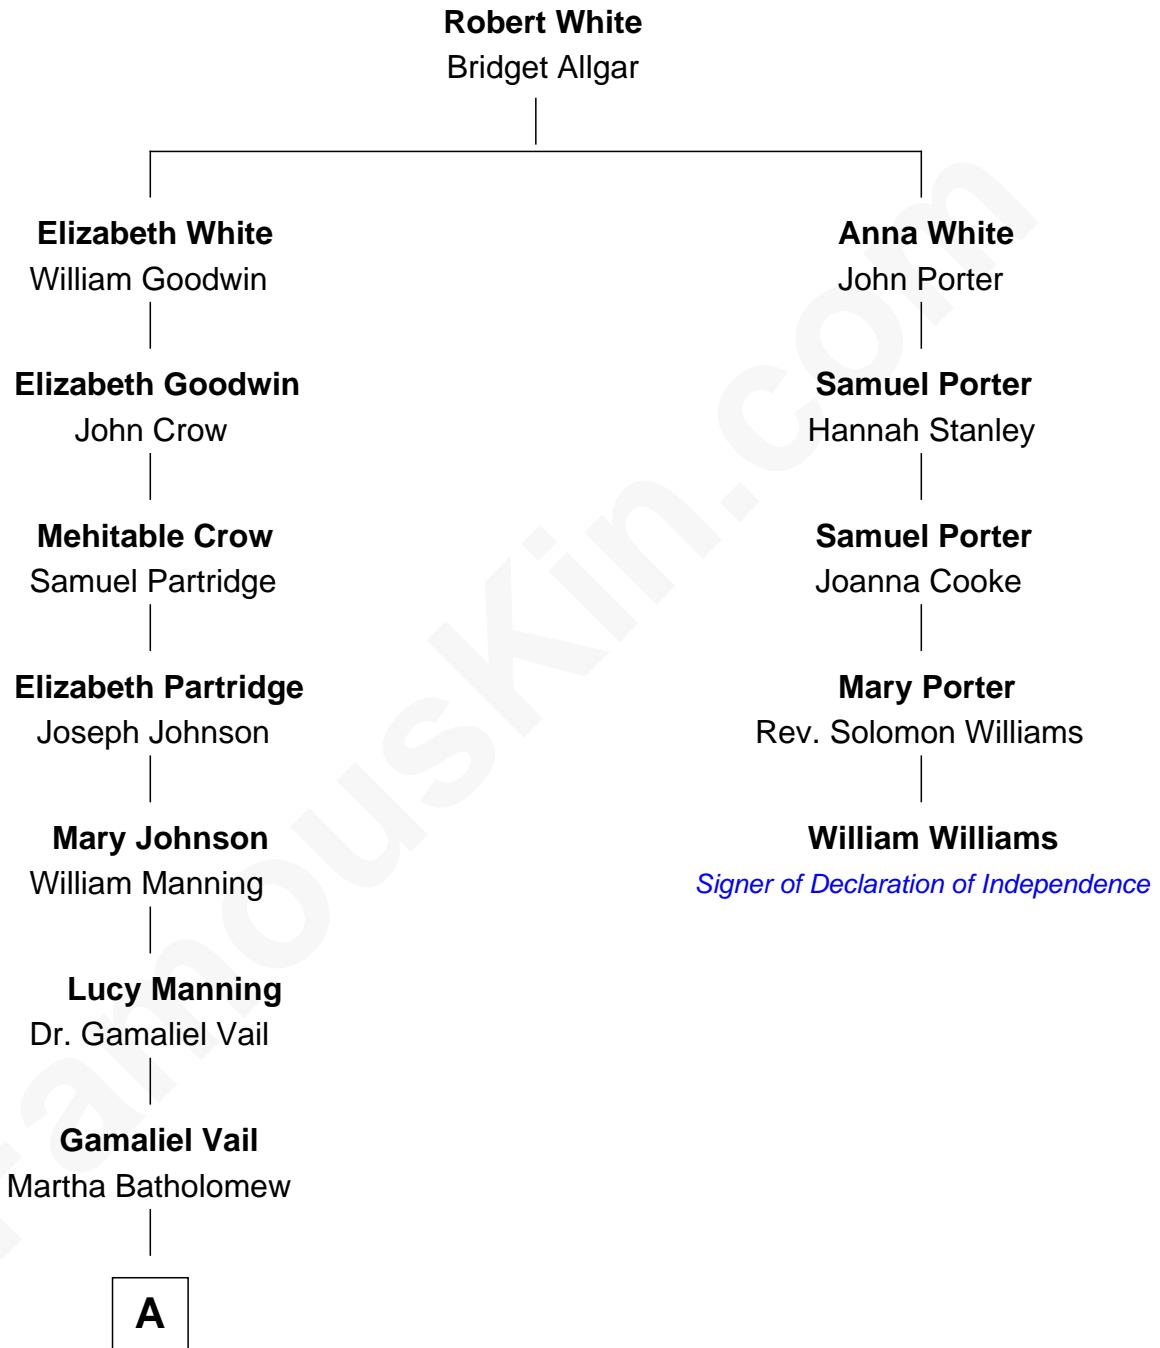 Robert White
Bridget Allgar
Elizabeth White
William Goodwin
Anna White
John Porter
Elizabeth Goodwin
John Crow
Samuel Porter
Hannah Stanley
Mehitable Crow
Samuel Partridge
Samuel Porter
Joanna Cooke
Elizabeth Partridge
Joseph Johnson
Mary Porter
Rev. Solomon Williams
Mary Johnson
William Manning
William Williams
Signer of Declaration of Independence
Lucy Manning
Dr. Gamaliel Vail
Gamaliel Vail
Martha Batholomew
A
FamousKin.com